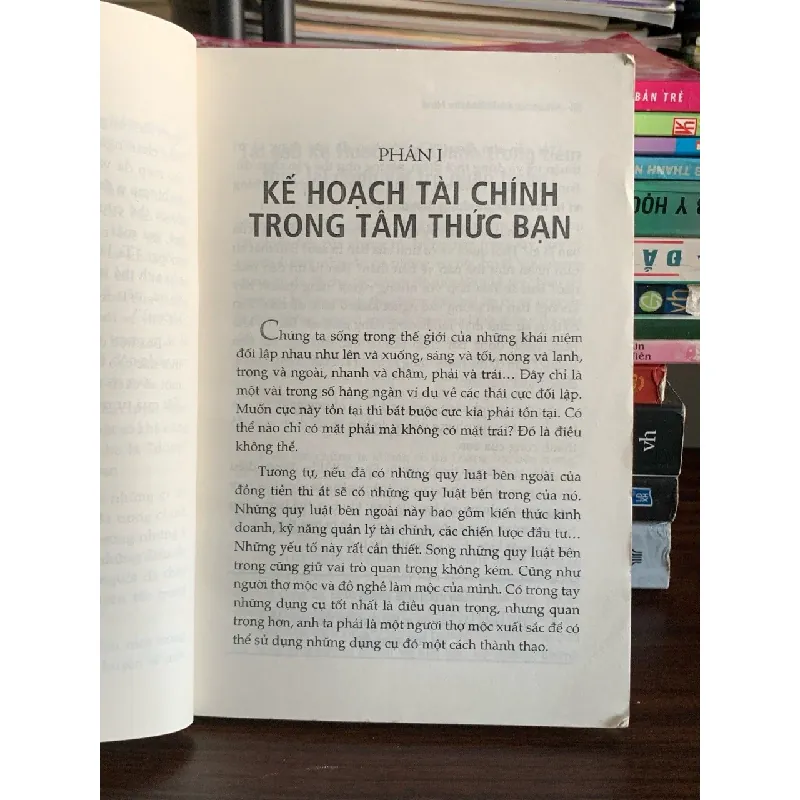 PHẦN I
KẾ HOẠCH TÀI CHÍNH
TRONG TÂM THỨC BẠN
Chúng ta sống trong thế giới của những khái niệm
đối lập nhau như lên và xuống, sáng và tối, nóng và lạnh,
trong và ngoài, nhanh và chậm, phải và trái... Đây chỉ là
một vài trong số hàng ngàn ví dụ về các thái cực đối lập.
Muốn cực này tồn tại thì bắt buộc cực kia phải tồn tại. Có
thể nào chỉ có mặt phải mà không có mặt trái? Đó là điều
không thể.
Tương tự, nếu đã có những quy luật bên ngoài của
đồng tiền thì ắt sẽ có những quy luật bên trong của nó.
Những quy luật bên ngoài này bao gồm kiến thức kinh
doanh, kỹ năng quản lý tài chính, các chiến lược đầu tư...
Những yếu tố này rất cần thiết. Song những quy luật bên
trong cũng giữ vai trò quan trọng không kém. Cũng như
người thợ mộc và đồ nghề làm mộc của mình. Có trong tay
những dụng cụ tốt nhất là điều quan trọng, nhưng quan
trọng hơn, anh ta phải là một người thợ mộc xuất sắc để có
thể sử dụng những dụng cụ đó một cách thành thạo.
BẢN TRẺ
THANH N
Y HỌC
ĐẤ
vh
vh